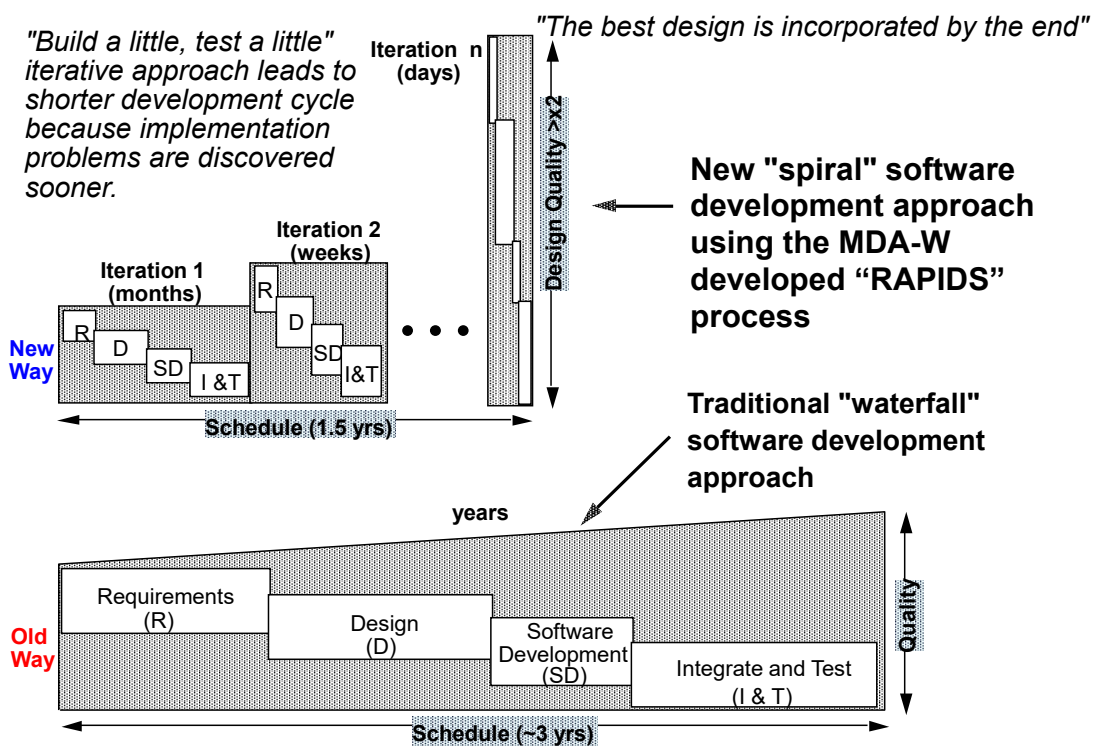 "The best design is incorporated by the end"
"Build a little, test a little"
iterative approach leads to
shorter development cycle
because implementation
problems are discovered
sooner.
Iteration n
(days)
Design Quality >x2
New "spiral" software
development approach
using the MDA-W
developed “RAPIDS”
process
Iteration 2
(weeks)
Iteration 1
(months)
R
D
SD
I &T
R
D
SD
I&T
New
Way
Schedule (1.5 yrs)
Traditional "waterfall"
software development
approach
years
Requirements
(R)
Design
(D)
Software
Development
(SD)
Integrate and Test
(I & T)
Quality
Old
Way
Schedule (~3 yrs)